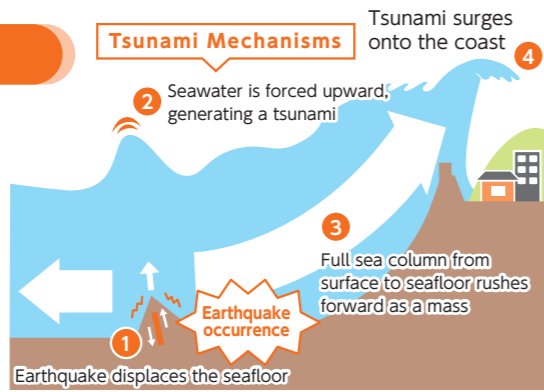 Tsunami Mechanisms
1
Earthquake displaces the seafloor
Earthquake
occurrence
2
Seawater is forced upward,
generating a tsunami
3
Full sea column from
surface to seafloor rushes
forward as a mass
Tsunami surges
onto the coast
4